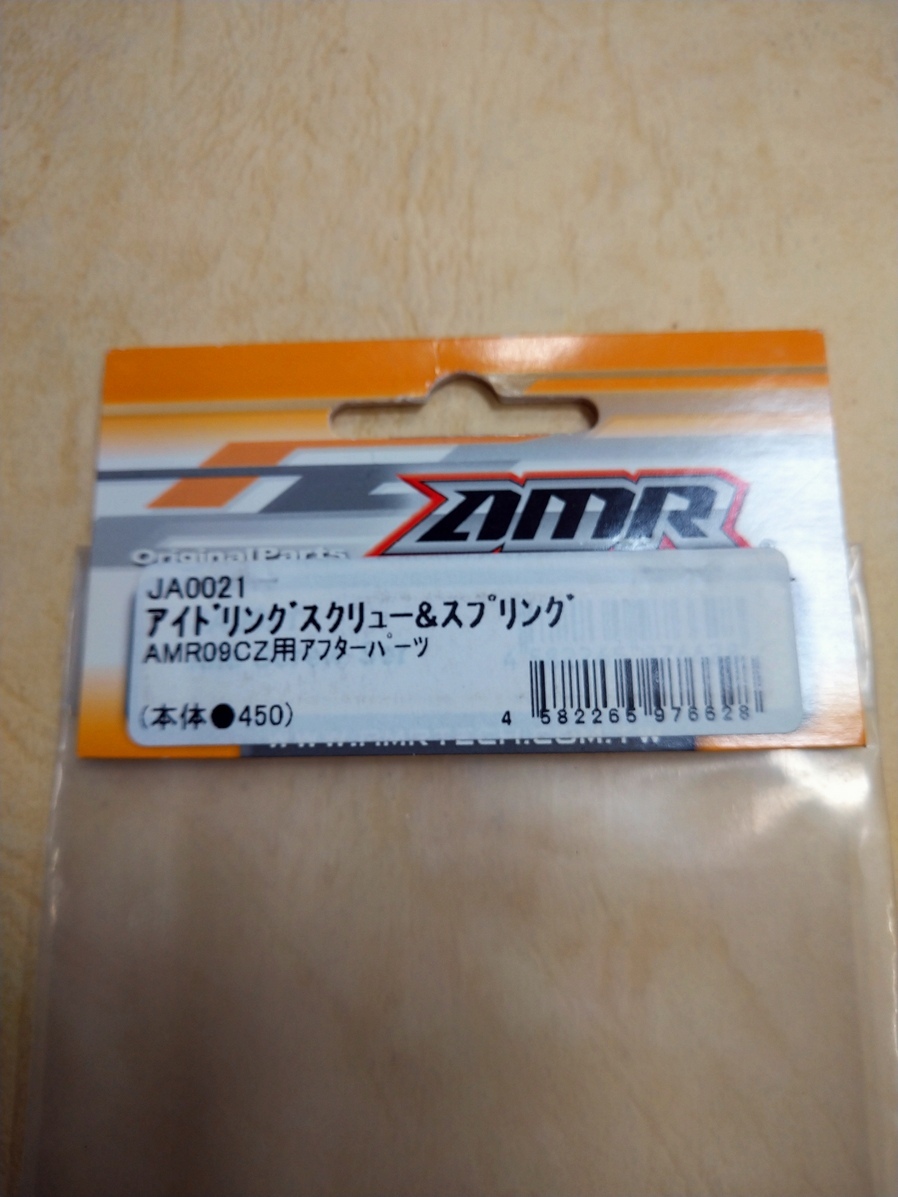 AMR
Original Parts
JA0021
アイドリングスクリュー&スプリング
AMR09CZ用アフターパーツ
(本体●450)
4 582265 976628